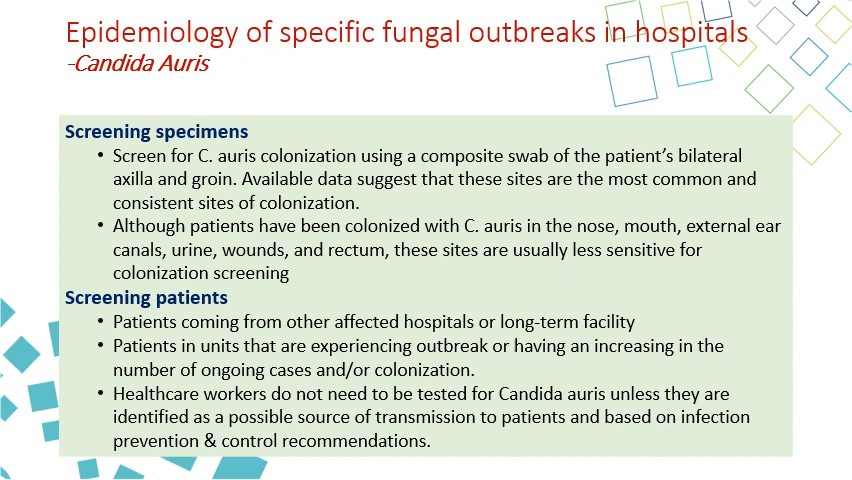 Epidemiology of specific fungal outbreaks in hospitals
-Candida Auris
Screening specimens
• Screen for C. auris colonization using a composite swab of the patient's bilateral
axilla and groin. Available data suggest that these sites are the most common and
consistent sites of colonization.
• Although patients have been colonized with C. auris in the nose, mouth, external ear
canals, urine, wounds, and rectum, these sites are usually less sensitive for
colonization screening
Screening patients
• Patients coming from other affected hospitals or long-term facility
• Patients in units that are experiencing outbreak or having an increasing in the
number of ongoing cases and/or colonization.
• Healthcare workers do not need to be tested for Candida auris unless they are
identified as a possible source of transmission to patients and based on infection
prevention & control recommendations.